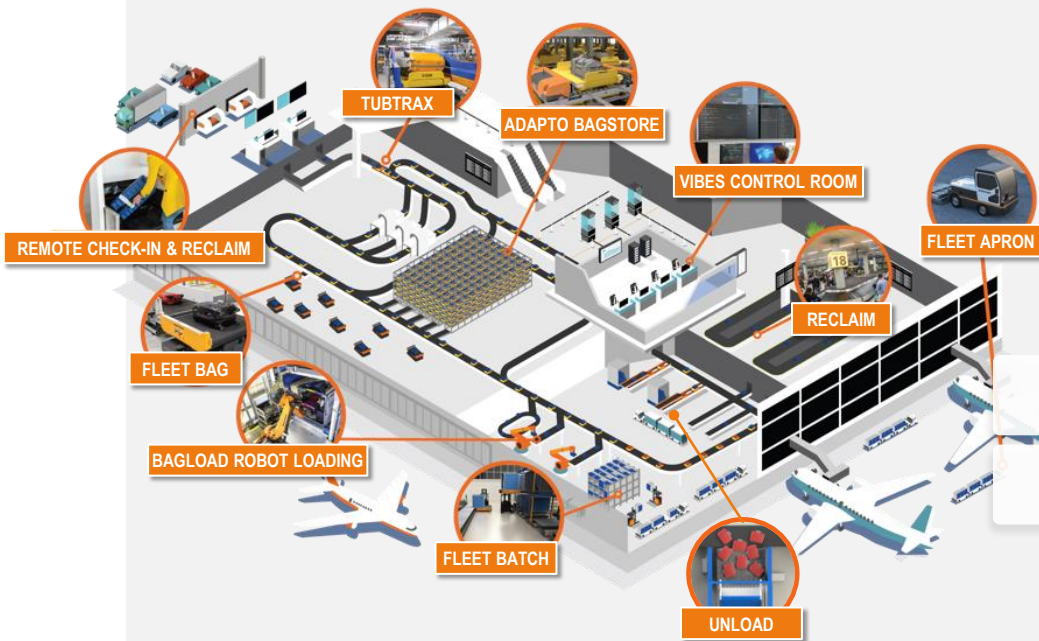 TUBTRAX
ADAPTO BAGSTORE
VIBES CONTROL ROOM
REMOTE CHECK-IN & RECLAIM
FLEET APRON
18
RECLAIM
FLEET BAG
BAGLOAD ROBOT LOADING
FLEET BATCH
UNLOAD